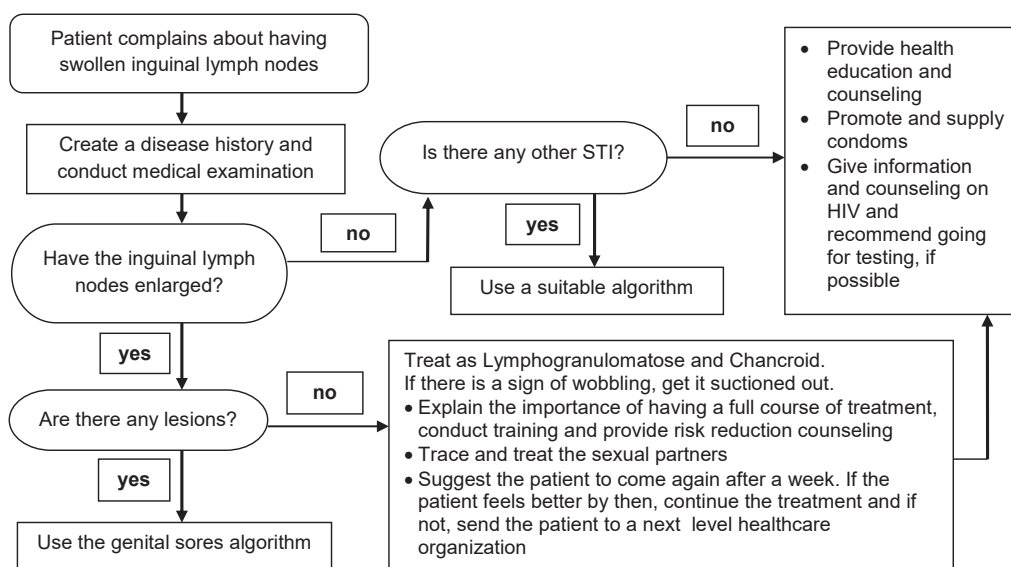 Patient complains about having
swollen inguinal lymph nodes
Create a disease history and
conduct medical examination
Have the inguinal lymph
nodes enlarged?
no
Is there any other STI?
no
yes
Use a suitable algorithm
• Provide health
education and
counseling
• Promote and supply
condoms
• Give information
and counseling on
HIV and
recommend going
for testing, if
possible
yes
Are there any lesions?
no
Treat as Lymphogranulomatose and Chancroid.
If there is a sign of wobbling, get it suctioned out.
• Explain the importance of having a full course of treatment,
conduct training and provide risk reduction counseling
• Trace and treat the sexual partners
• Suggest the patient to come again after a week. If the
patient feels better by then, continue the treatment and if
not, send the patient to a next level healthcare
organization
yes
Use the genital sores algorithm